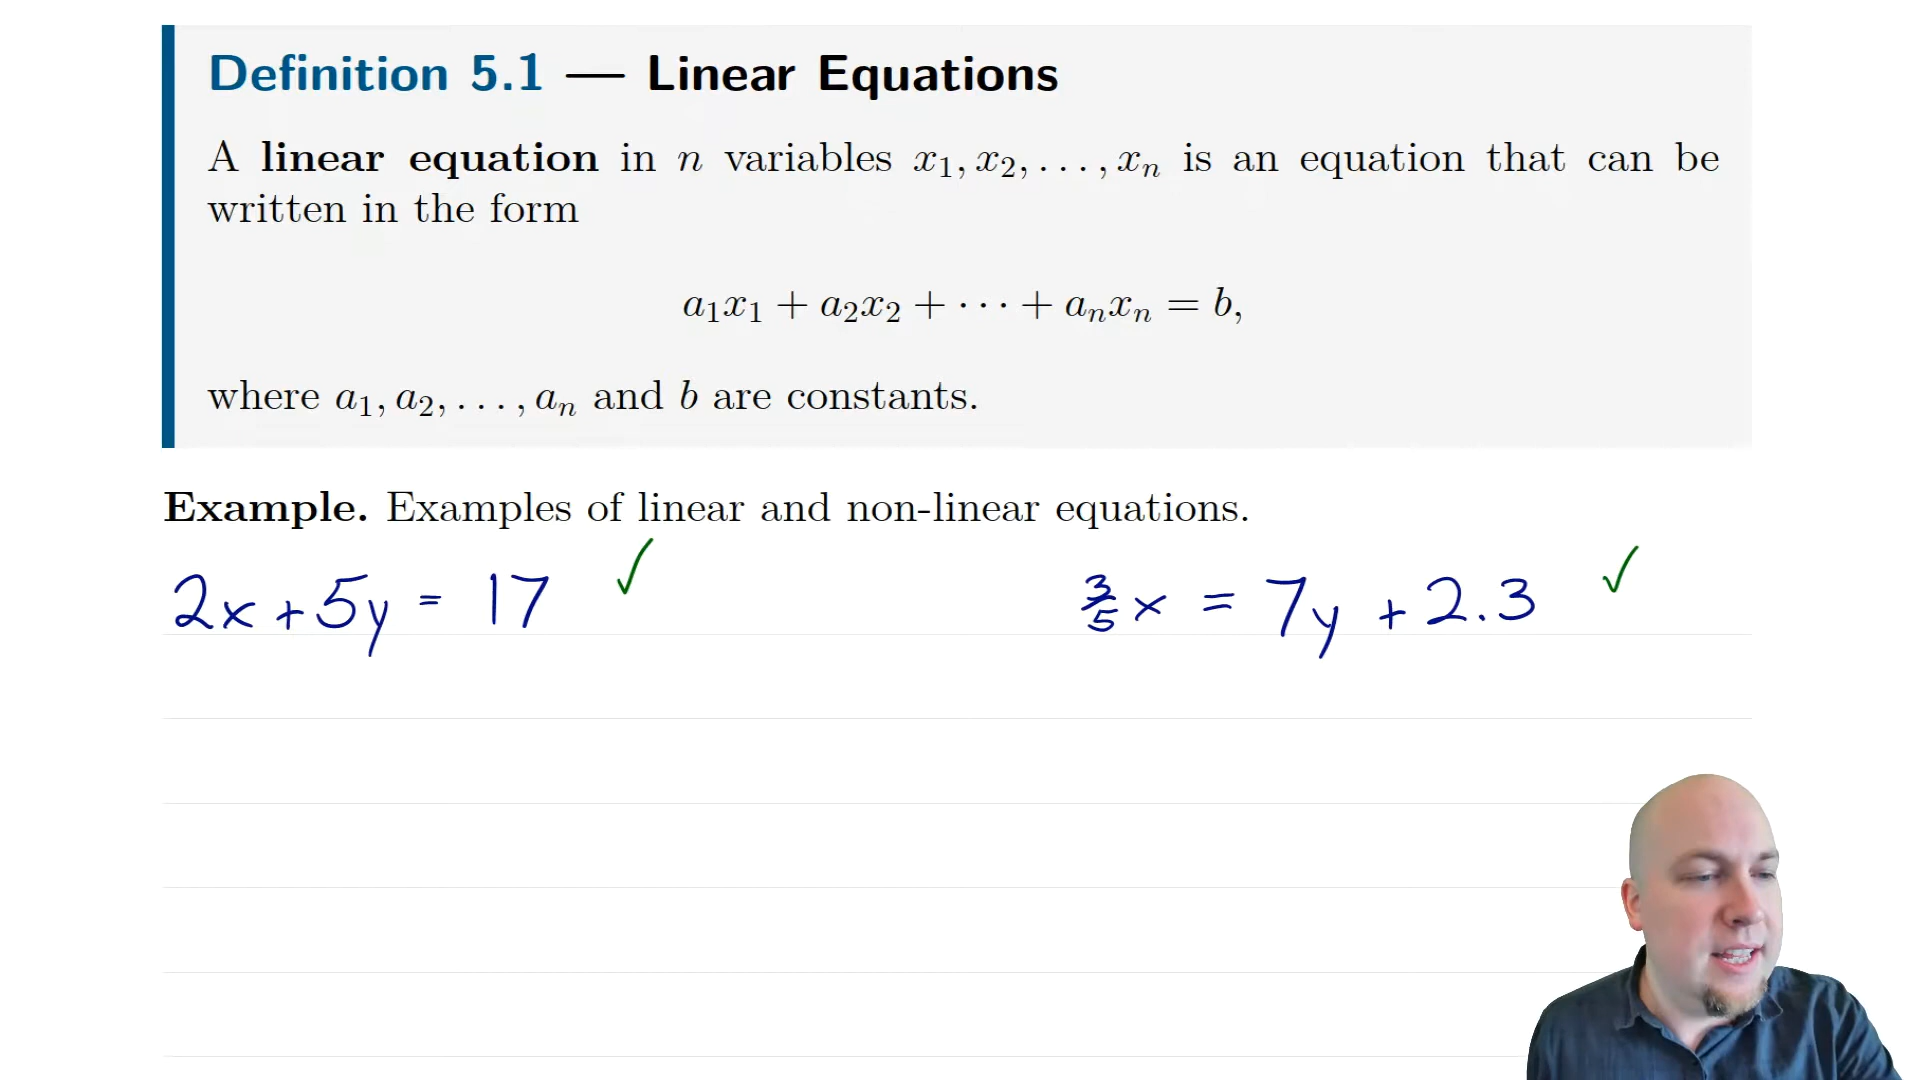 Definition 5.1 — Linear Equations
A linear equation in n variables x₁, x₂, . . . , xₙ is an equation that can be
written in the form
a₁x₁ + a₂x₂ + · · · + aₙxₙ = b,
where a₁, a₂, . . . , aₙ and b are constants.
Example. Examples of linear and non-linear equations.
2x + 5y = 17 ✓ 3/5 x = 7y + 2.3 ✓